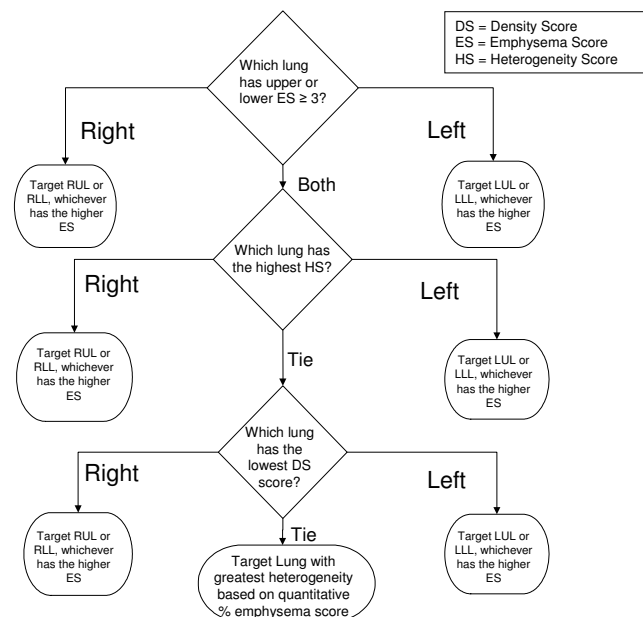 DS = Density Score
ES = Emphysema Score
HS = Heterogeneity Score
Which lung
has upper or
lower ES ≥ 3?
Right
Left
Both
Target RUL or
RLL, whichever
has the higher
ES
Target LUL or
LLL, whichever
has the higher
ES
Which lung has
the highest HS?
Right
Left
Tie
Target RUL or
RLL, whichever
has the higher
ES
Target LUL or
LLL, whichever
has the higher
ES
Which lung
has the
lowest DS
score?
Right
Left
Tie
Target RUL or
RLL, whichever
has the higher
ES
Target Lung with
greatest heterogeneity
based on quantitative
% emphysema score
Target LUL or
LLL, whichever
has the higher
ES